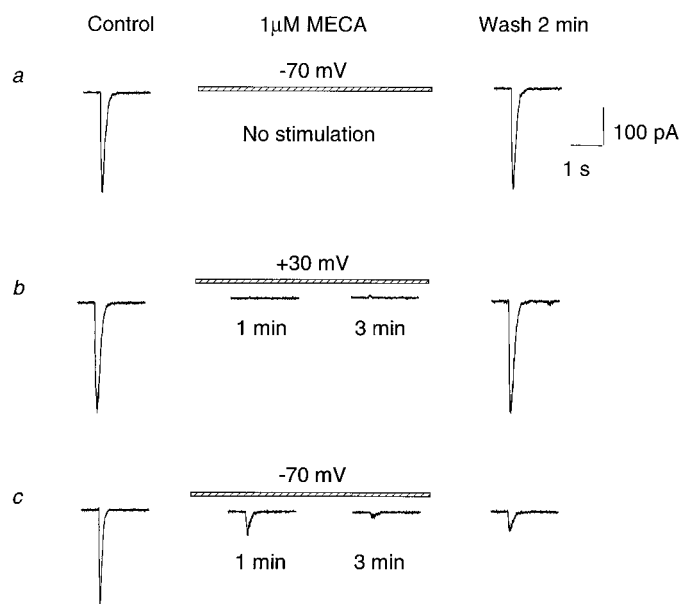 Control 1μM MECA Wash 2 min
a -70 mV
No stimulation
100 pA
1 s
b +30 mV
1 min 3 min
c -70 mV
1 min 3 min